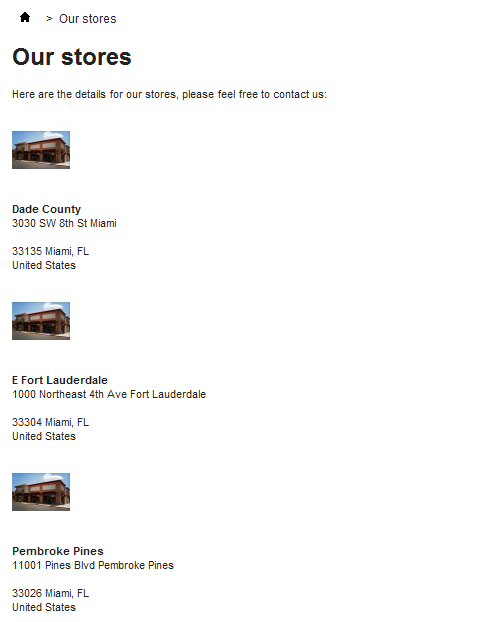 > Our stores
Our stores
Here are the details for our stores, please feel free to contact us:
Dade County
3030 SW 8th St Miami
33135 Miami, FL
United States
E Fort Lauderdale
1000 Northeast 4th Ave Fort Lauderdale
33304 Miami, FL
United States
Pembroke Pines
11001 Pines Blvd Pembroke Pines
33026 Miami, FL
United States